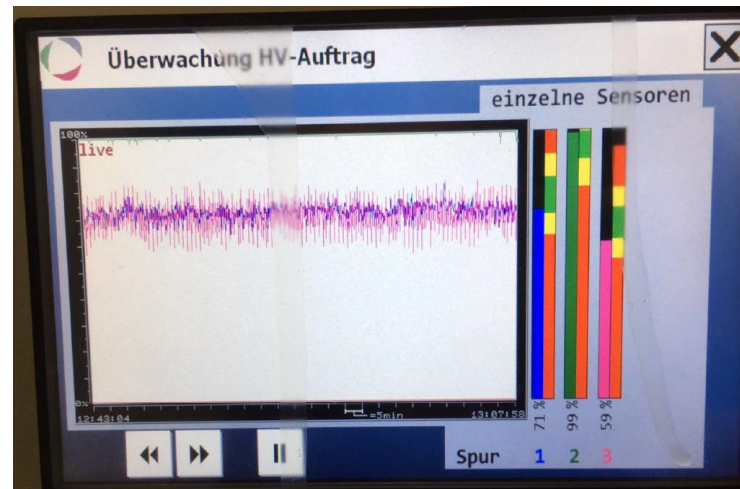 Überwachung HV-Auftrag
X
einzelne Sensoren
100%
live
0%
12:43:04
=5min
13:07:58
71 %
99 %
59 %
Spur 1 2 3